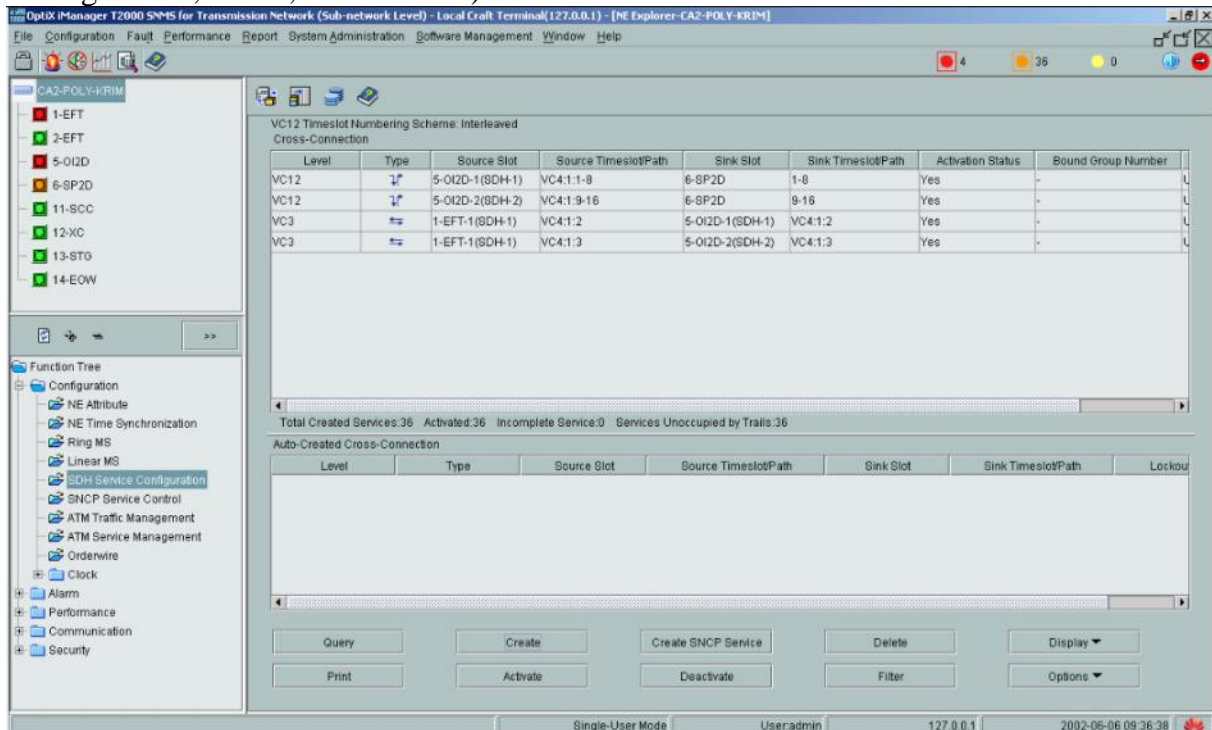 OptiX iManager T2000 SNMS for Transmission Network (Sub-network Level) - Local Craft Terminal(127.0.0.1) - [NE Explorer-CA2-POLY-KRIM]
File Configuration Fault Performance Report System Administration Software Management Window Help
4 36 0
CA2-POLY-KRIM
1-EFT
2-EFT
5-OI2D
6-SP2D
11-SCC
12-XC
13-STG
14-EOW
>>
Function Tree
Configuration
NE Attribute
NE Time Synchronization
Ring MS
Linear MS
SDH Service Configuration
SNCP Service Control
ATM Traffic Management
ATM Service Management
Orderwire
Clock
Alarm
Performance
Communication
Security
VC12 Timeslot Numbering Scheme: Interleaved
Cross-Connection
Level Type Source Slot Source Timeslot/Path Sink Slot Sink Timeslot/Path Activation Status Bound Group Number
VC12 5-OI2D-1(SDH-1) VC4:1:1-8 6-SP2D 1-8 Yes - U
VC12 5-OI2D-2(SDH-2) VC4:1:9-16 6-SP2D 9-16 Yes - U
VC3 1-EFT-1(SDH-1) VC4:1:2 5-OI2D-1(SDH-1) VC4:1:2 Yes - U
VC3 1-EFT-1(SDH-1) VC4:1:3 5-OI2D-2(SDH-2) VC4:1:3 Yes - U
Total Created Services:36 Activated:36 Incomplete Service:0 Services Unoccupied by Trails:36
Auto-Created Cross-Connection
Level Type Source Slot Source Timeslot/Path Sink Slot Sink Timeslot/Path Lockou
Query Create Create SNCP Service Delete Display
Print Activate Deactivate Filter Options
Single-User Mode User:admin 127.0.0.1 2002-06-06 09:36:38